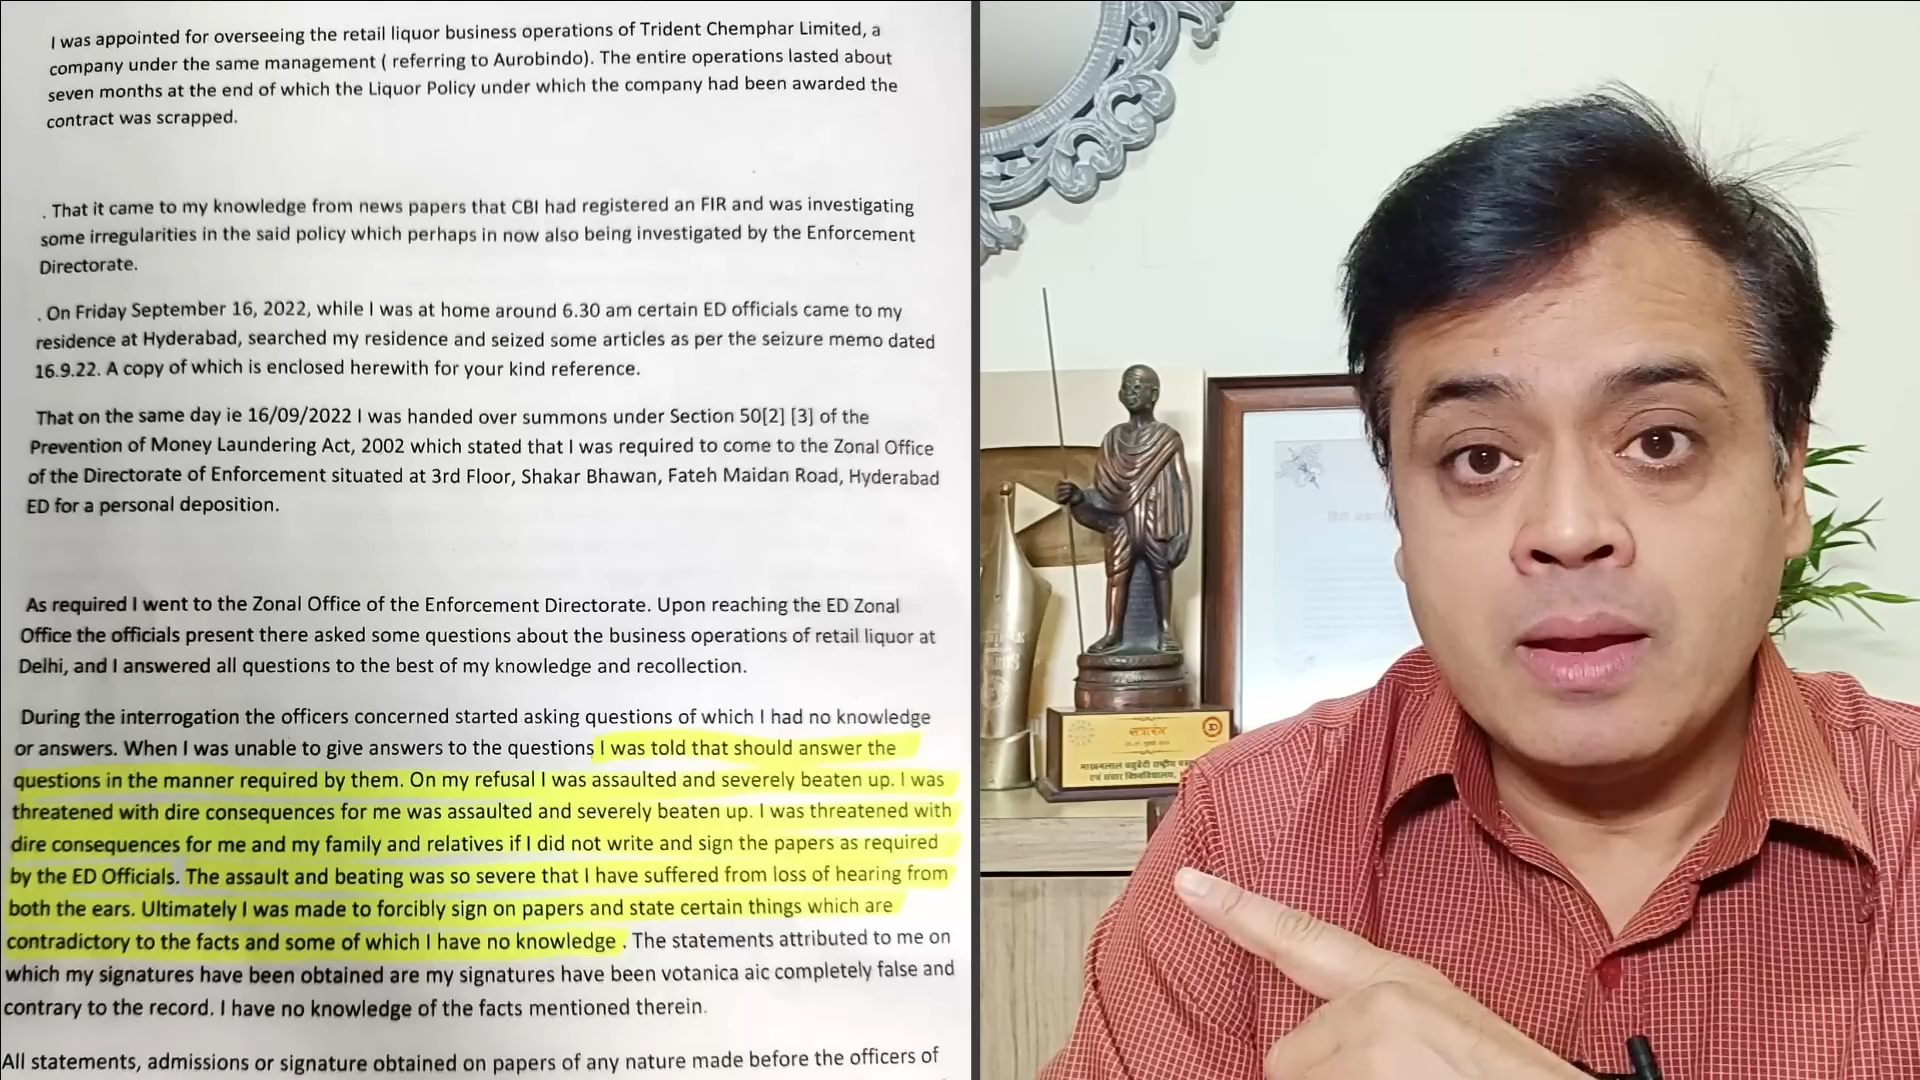 I was appointed for overseeing the retail liquor business operations of Trident Chemphar Limited, a
company under the same management ( referring to Aurobindo). The entire operations lasted about
seven months at the end of which the Liquor Policy under which the company had been awarded the
contract was scrapped.
. That it came to my knowledge from news papers that CBI had registered an FIR and was investigating
some irregularities in the said policy which perhaps in now also being investigated by the Enforcement
Directorate.
. On Friday September 16, 2022, while I was at home around 6.30 am certain ED officials came to my
residence at Hyderabad, searched my residence and seized some articles as per the seizure memo dated
16.9.22. A copy of which is enclosed herewith for your kind reference.
That on the same day ie 16/09/2022 I was handed over summons under Section 50[2] [3] of the
Prevention of Money Laundering Act, 2002 which stated that I was required to come to the Zonal Office
of the Directorate of Enforcement situated at 3rd Floor, Shakar Bhawan, Fateh Maidan Road, Hyderabad
ED for a personal deposition.
As required I went to the Zonal Office of the Enforcement Directorate. Upon reaching the ED Zonal
Office the officials present there asked some questions about the business operations of retail liquor at
Delhi, and I answered all questions to the best of my knowledge and recollection.
During the interrogation the officers concerned started asking questions of which I had no knowledge
or answers. When I was unable to give answers to the questions I was told that should answer the
questions in the manner required by them. On my refusal I was assaulted and severely beaten up. I was
threatened with dire consequences for me was assaulted and severely beaten up. I was threatened with
dire consequences for me and my family and relatives if I did not write and sign the papers as required
by the ED Officials. The assault and beating was so severe that I have suffered from loss of hearing from
both the ears. Ultimately I was made to forcibly sign on papers and state certain things which are
contradictory to the facts and some of which I have no knowledge . The statements attributed to me on
which my signatures have been obtained are my signatures have been votanica aic completely false and
contrary to the record. I have no knowledge of the facts mentioned therein.
All statements, admissions or signature obtained on papers of any nature made before the officers of
माखनलाल चतुर्वेदी राष्ट्रीय
एवं संचार विश्वविद्यालय,